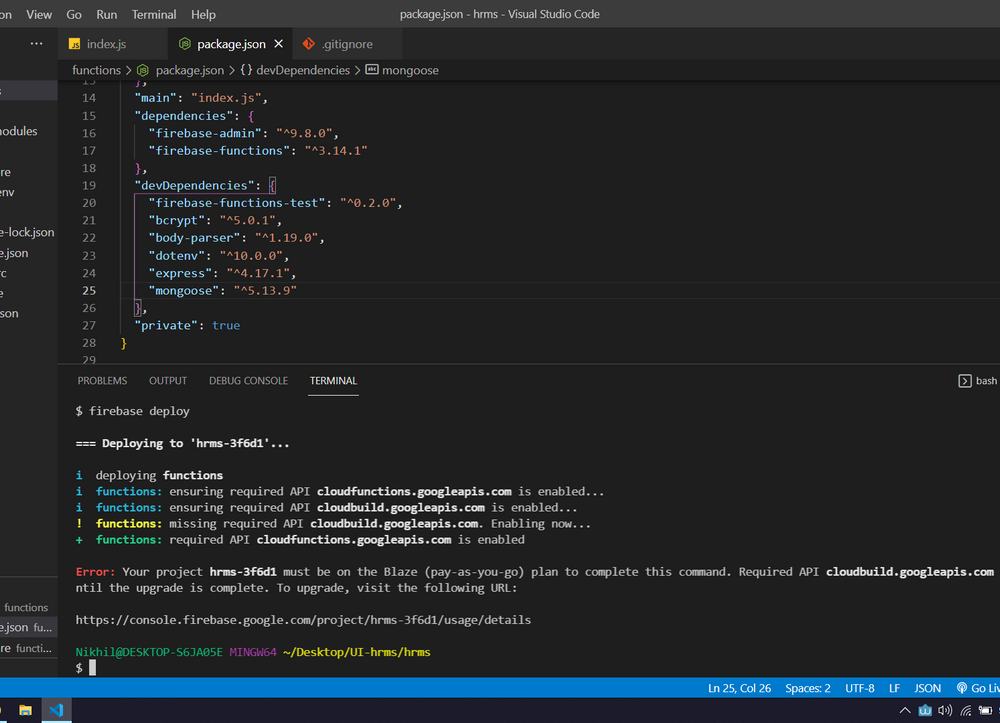 on View Go Run Terminal Help package.json - hrms - Visual Studio Code
... index.js package.json .gitignore
functions > package.json > {} devDependencies > mongoose
13 },
14 "main": "index.js",
15 "dependencies": {
16 "firebase-admin": "^9.8.0",
17 "firebase-functions": "^3.14.1"
18 },
19 "devDependencies": {
20 "firebase-functions-test": "^0.2.0",
21 "bcrypt": "^5.0.1",
22 "body-parser": "^1.19.0",
23 "dotenv": "^10.0.0",
24 "express": "^4.17.1",
25 "mongoose": "^5.13.9"
26 },
27 "private": true
28 }
29
s
nodules
re
env
e-lock.json
e.json
rc
e
son
functions
e.json fu...
re functi...
PROBLEMS OUTPUT DEBUG CONSOLE TERMINAL bash
$ firebase deploy
=== Deploying to 'hrms-3f6d1'...
i deploying functions
i functions: ensuring required API cloudfunctions.googleapis.com is enabled...
i functions: ensuring required API cloudbuild.googleapis.com is enabled...
! functions: missing required API cloudbuild.googleapis.com. Enabling now...
+ functions: required API cloudfunctions.googleapis.com is enabled
Error: Your project hrms-3f6d1 must be on the Blaze (pay-as-you-go) plan to complete this command. Required API cloudbuild.googleapis.com
ntil the upgrade is complete. To upgrade, visit the following URL:
https://console.firebase.google.com/project/hrms-3f6d1/usage/details
Nikhil@DESKTOP-S6JA05E MINGW64 ~/Desktop/UI-hrms/hrms
$
Ln 25, Col 26 Spaces: 2 UTF-8 LF JSON Go Liv